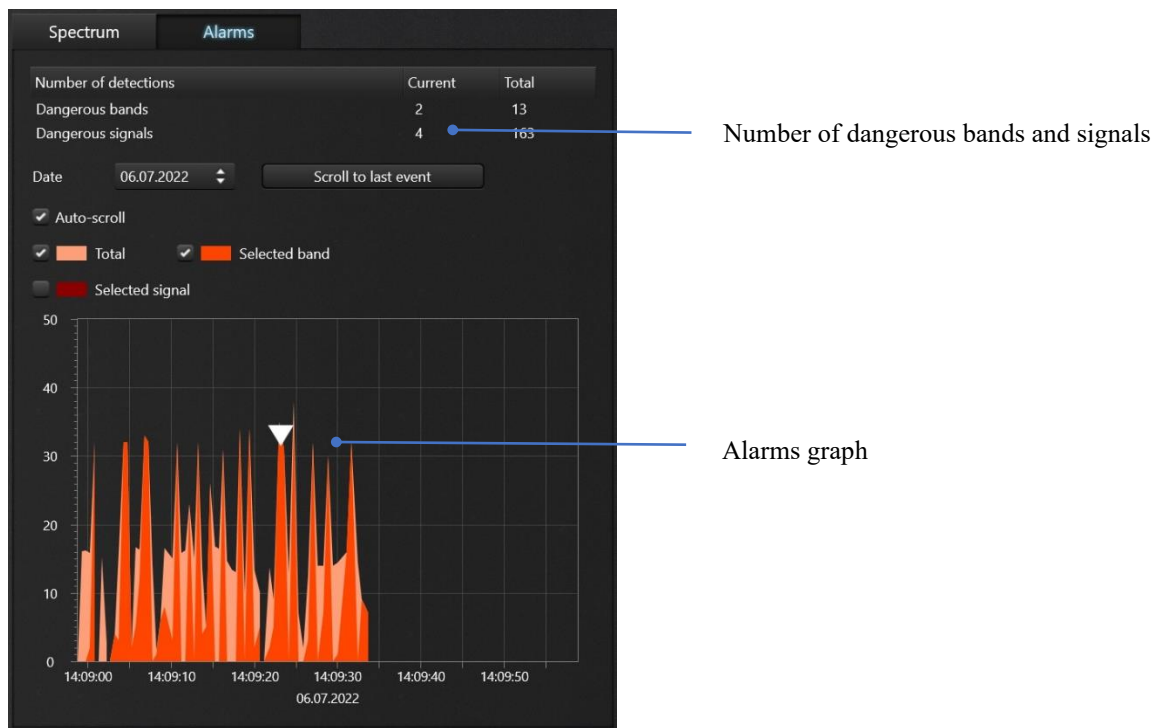 Spectrum Alarms
Number of detections Current Total
Dangerous bands 2 13
Dangerous signals 4 163
Number of dangerous bands and signals
Date 06.07.2022 Scroll to last event
Auto-scroll
Total Selected band
Selected signal
50
40
30
Alarms graph
20
10
0
14:09:00 14:09:10 14:09:20 14:09:30 14:09:40 14:09:50
06.07.2022